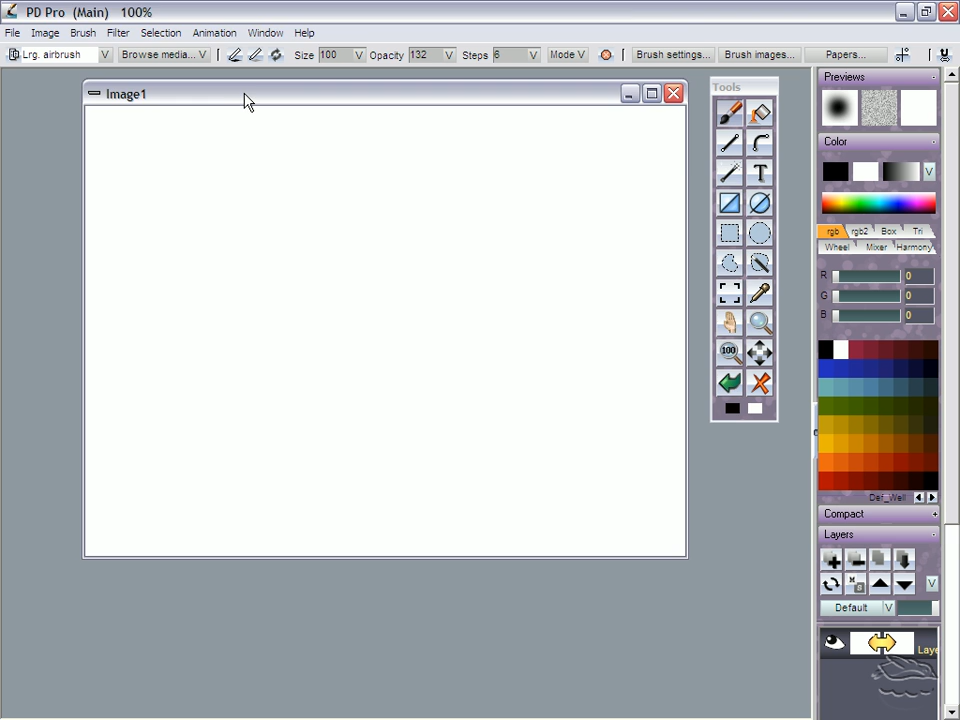 PD Pro (Main) 100%
File Image Brush Filter Selection Animation Window Help
Lrg. airbrush V Browse media... V Size 100 V Opacity 132 V Steps 6 V Mode V Brush settings... Brush images... Papers...
Image1
Tools
T
100
Previews
Color
V
rgb rgb2 Box Tri
Wheel Mixer Harmony
R 0
G 0
B 0
Def_Well
Compact +
Layers -
V
Default V
Laye